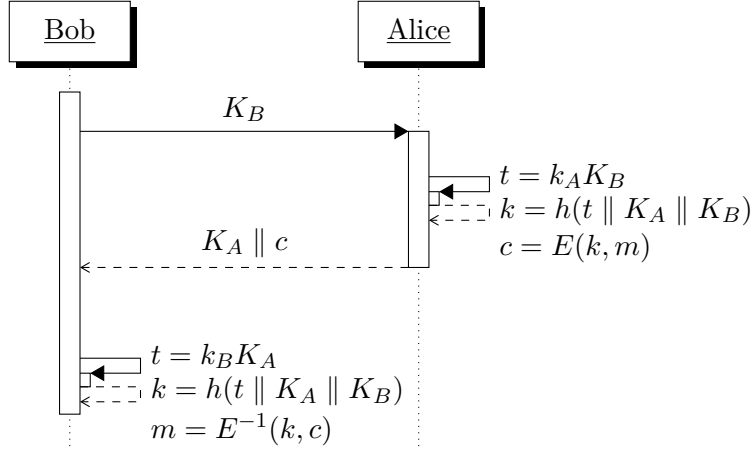 Bob
Alice
K_B
t = k_A K_B
k = h(t ∥ K_A ∥ K_B)
c = E(k, m)
K_A ∥ c
t = k_B K_A
k = h(t ∥ K_A ∥ K_B)
m = E^{-1}(k, c)